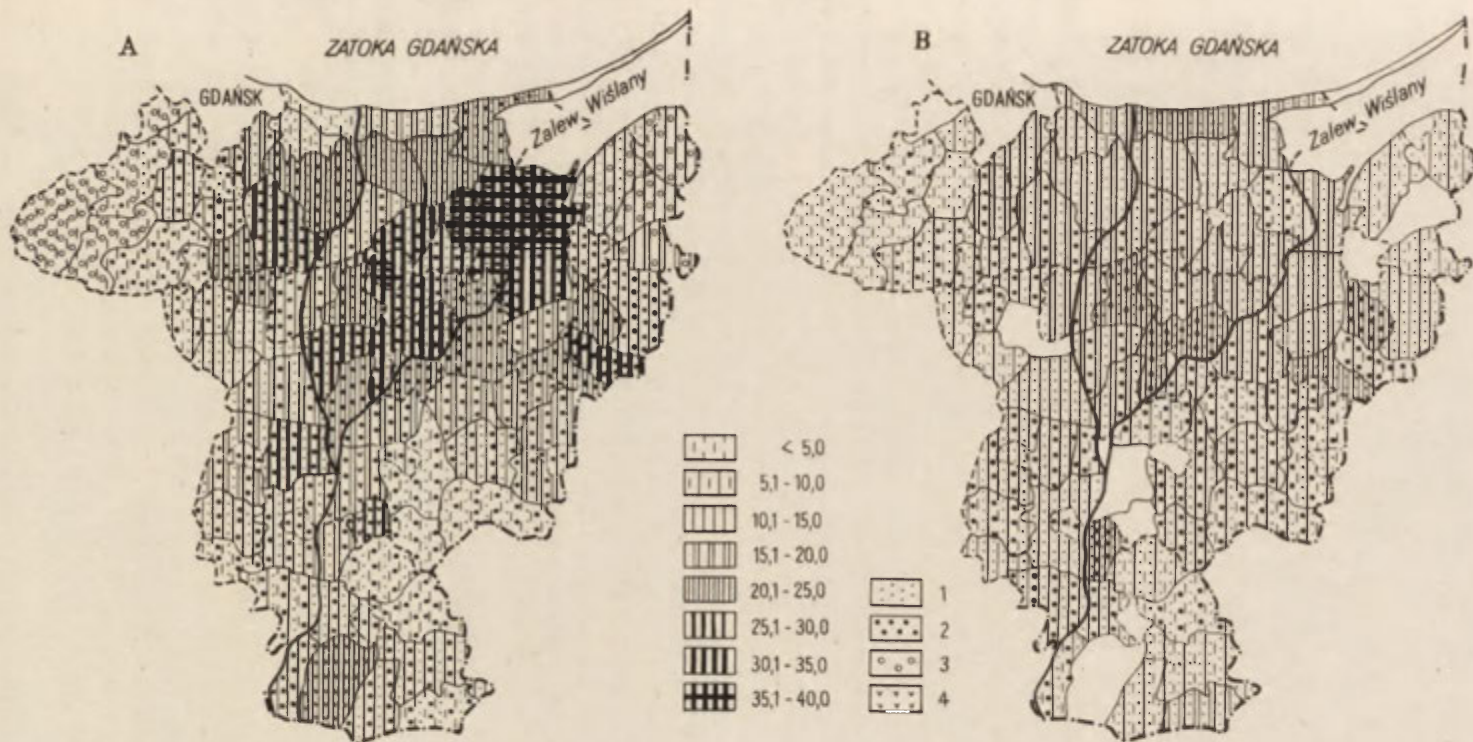 A
ZATOKA GDAŃSKA
GDAŃSK
Zalew Wiślany
B
ZATOKA GDAŃSKA
GDAŃSK
Zalew Wiślany
< 5,0
5,1 - 10,0
10,1 - 15,0
15,1 - 20,0
20,1 - 25,0
25,1 - 30,0
30,1 - 35,0
35,1 - 40,0
1
2
3
4